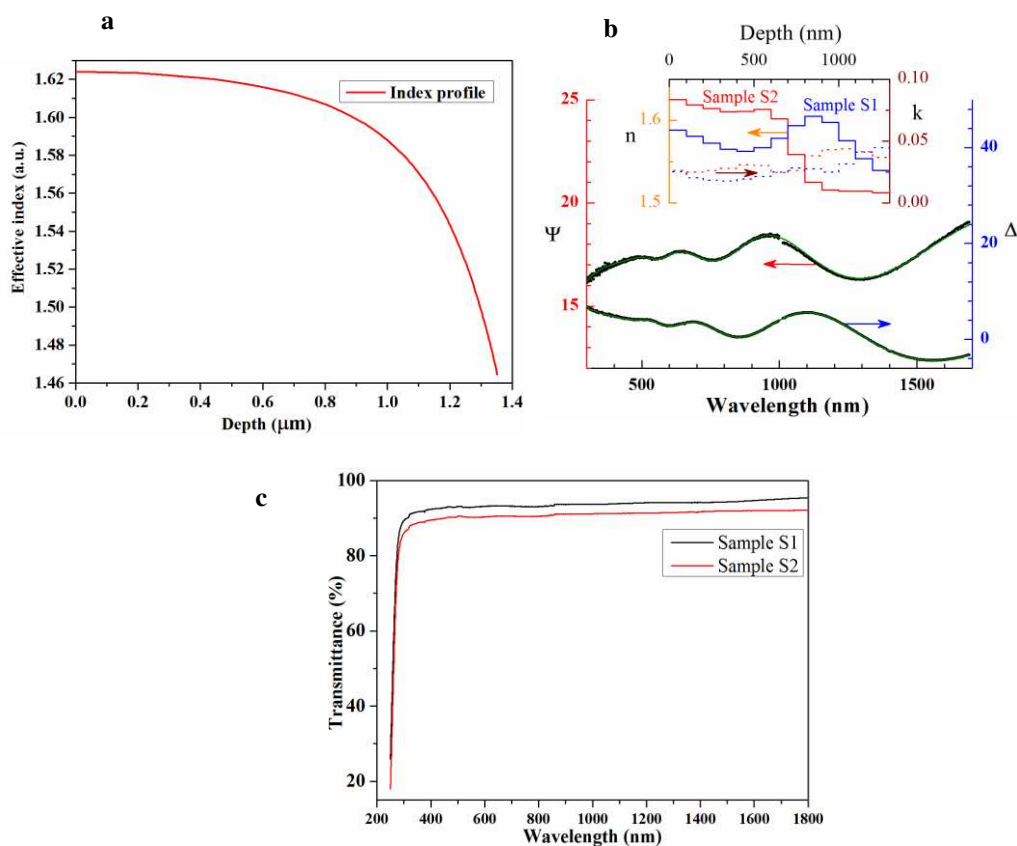 a
1.62
1.60
1.58
1.56
1.54
1.52
1.50
1.48
1.46
Effective index (a.u.)
Index profile
0.0 0.2 0.4 0.6 0.8 1.0 1.2 1.4
Depth (μm)
b
Depth (nm)
0 500 1000
25
21
19
15
Ψ
n
1.6
1.5
Sample S2
Sample S1
k
0.10
0.05
0.00
40
20
0
Δ
500 1000 1500
Wavelength (nm)
c
100
80
60
40
20
Transmittance (%)
Sample S1
Sample S2
200 400 600 800 1000 1200 1400 1600 1800
Wavelength (nm)